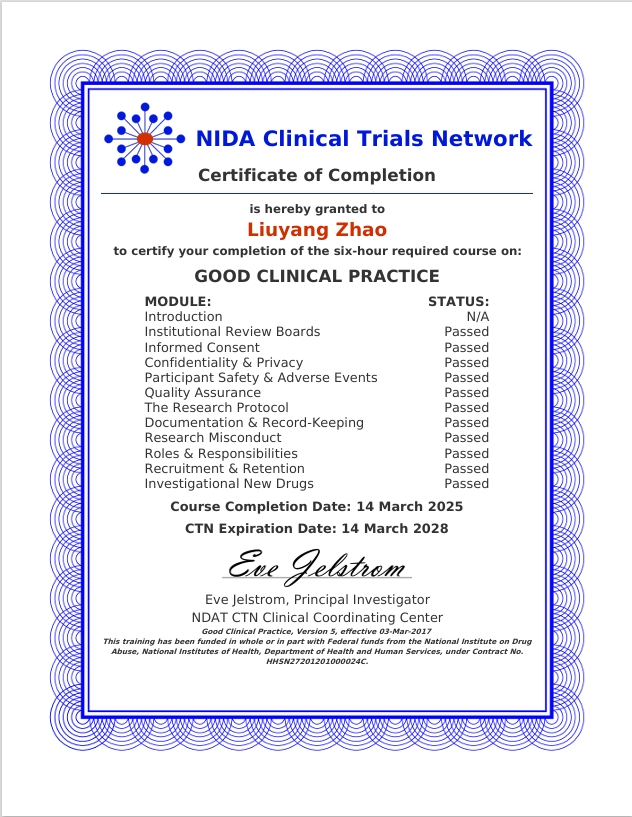 NIDA Clinical Trials Network
Certificate of Completion
is hereby granted to
Liuyang Zhao
to certify your completion of the six-hour required course on:
GOOD CLINICAL PRACTICE
MODULE: STATUS:
Introduction N/A
Institutional Review Boards Passed
Informed Consent Passed
Confidentiality & Privacy Passed
Participant Safety & Adverse Events Passed
Quality Assurance Passed
The Research Protocol Passed
Documentation & Record-Keeping Passed
Research Misconduct Passed
Roles & Responsibilities Passed
Recruitment & Retention Passed
Investigational New Drugs Passed
Course Completion Date: 14 March 2025
CTN Expiration Date: 14 March 2028
Eve Jelstrom
Eve Jelstrom, Principal Investigator
NDAT CTN Clinical Coordinating Center
Good Clinical Practice, Version 5, effective 03-Mar-2017
This training has been funded in whole or in part with Federal funds from the National Institute on Drug
Abuse, National Institutes of Health, Department of Health and Human Services, under Contract No.
HHSN27201201000024C.